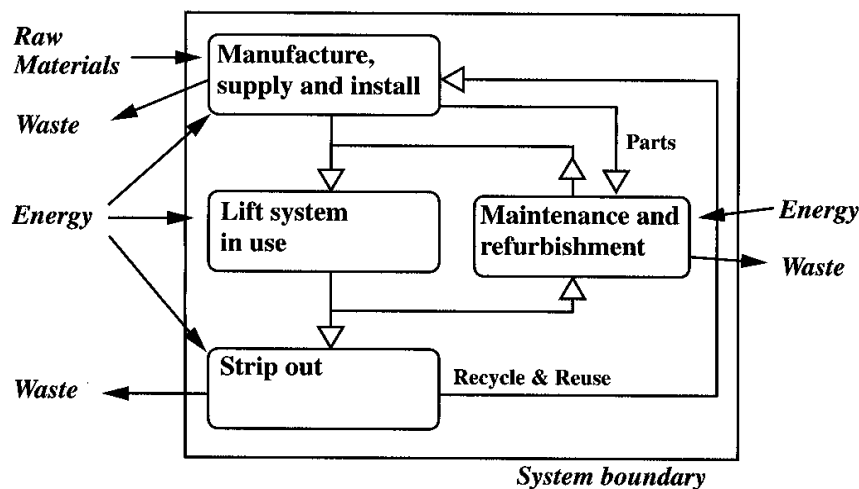 Raw
Materials
Manufacture,
supply and install
Waste
Parts
Energy
Lift system
in use
Maintenance and
refurbishment
Energy
Waste
Strip out
Waste
Recycle & Reuse
System boundary